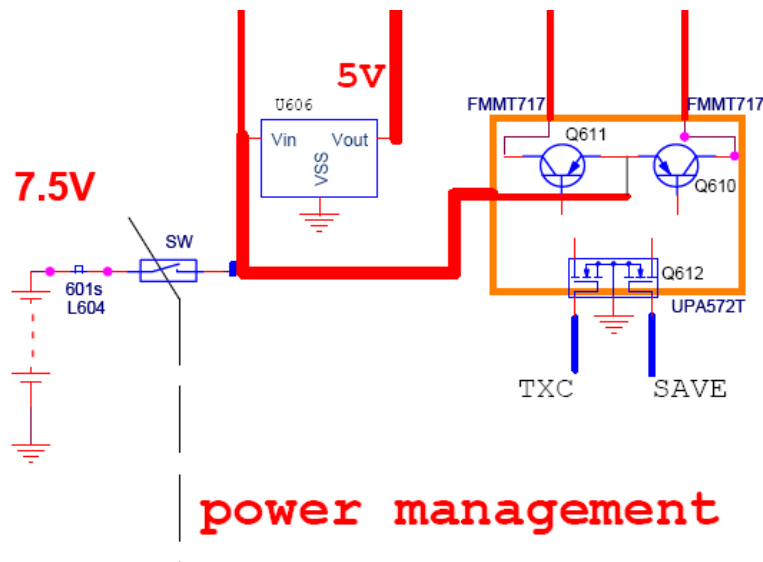 5V
U606
Vin
Vout
VSS
FMMT717
FMMT717
Q611
Q610
7.5V
SW
601s
L604
Q612
UPA572T
TXC
SAVE
power management